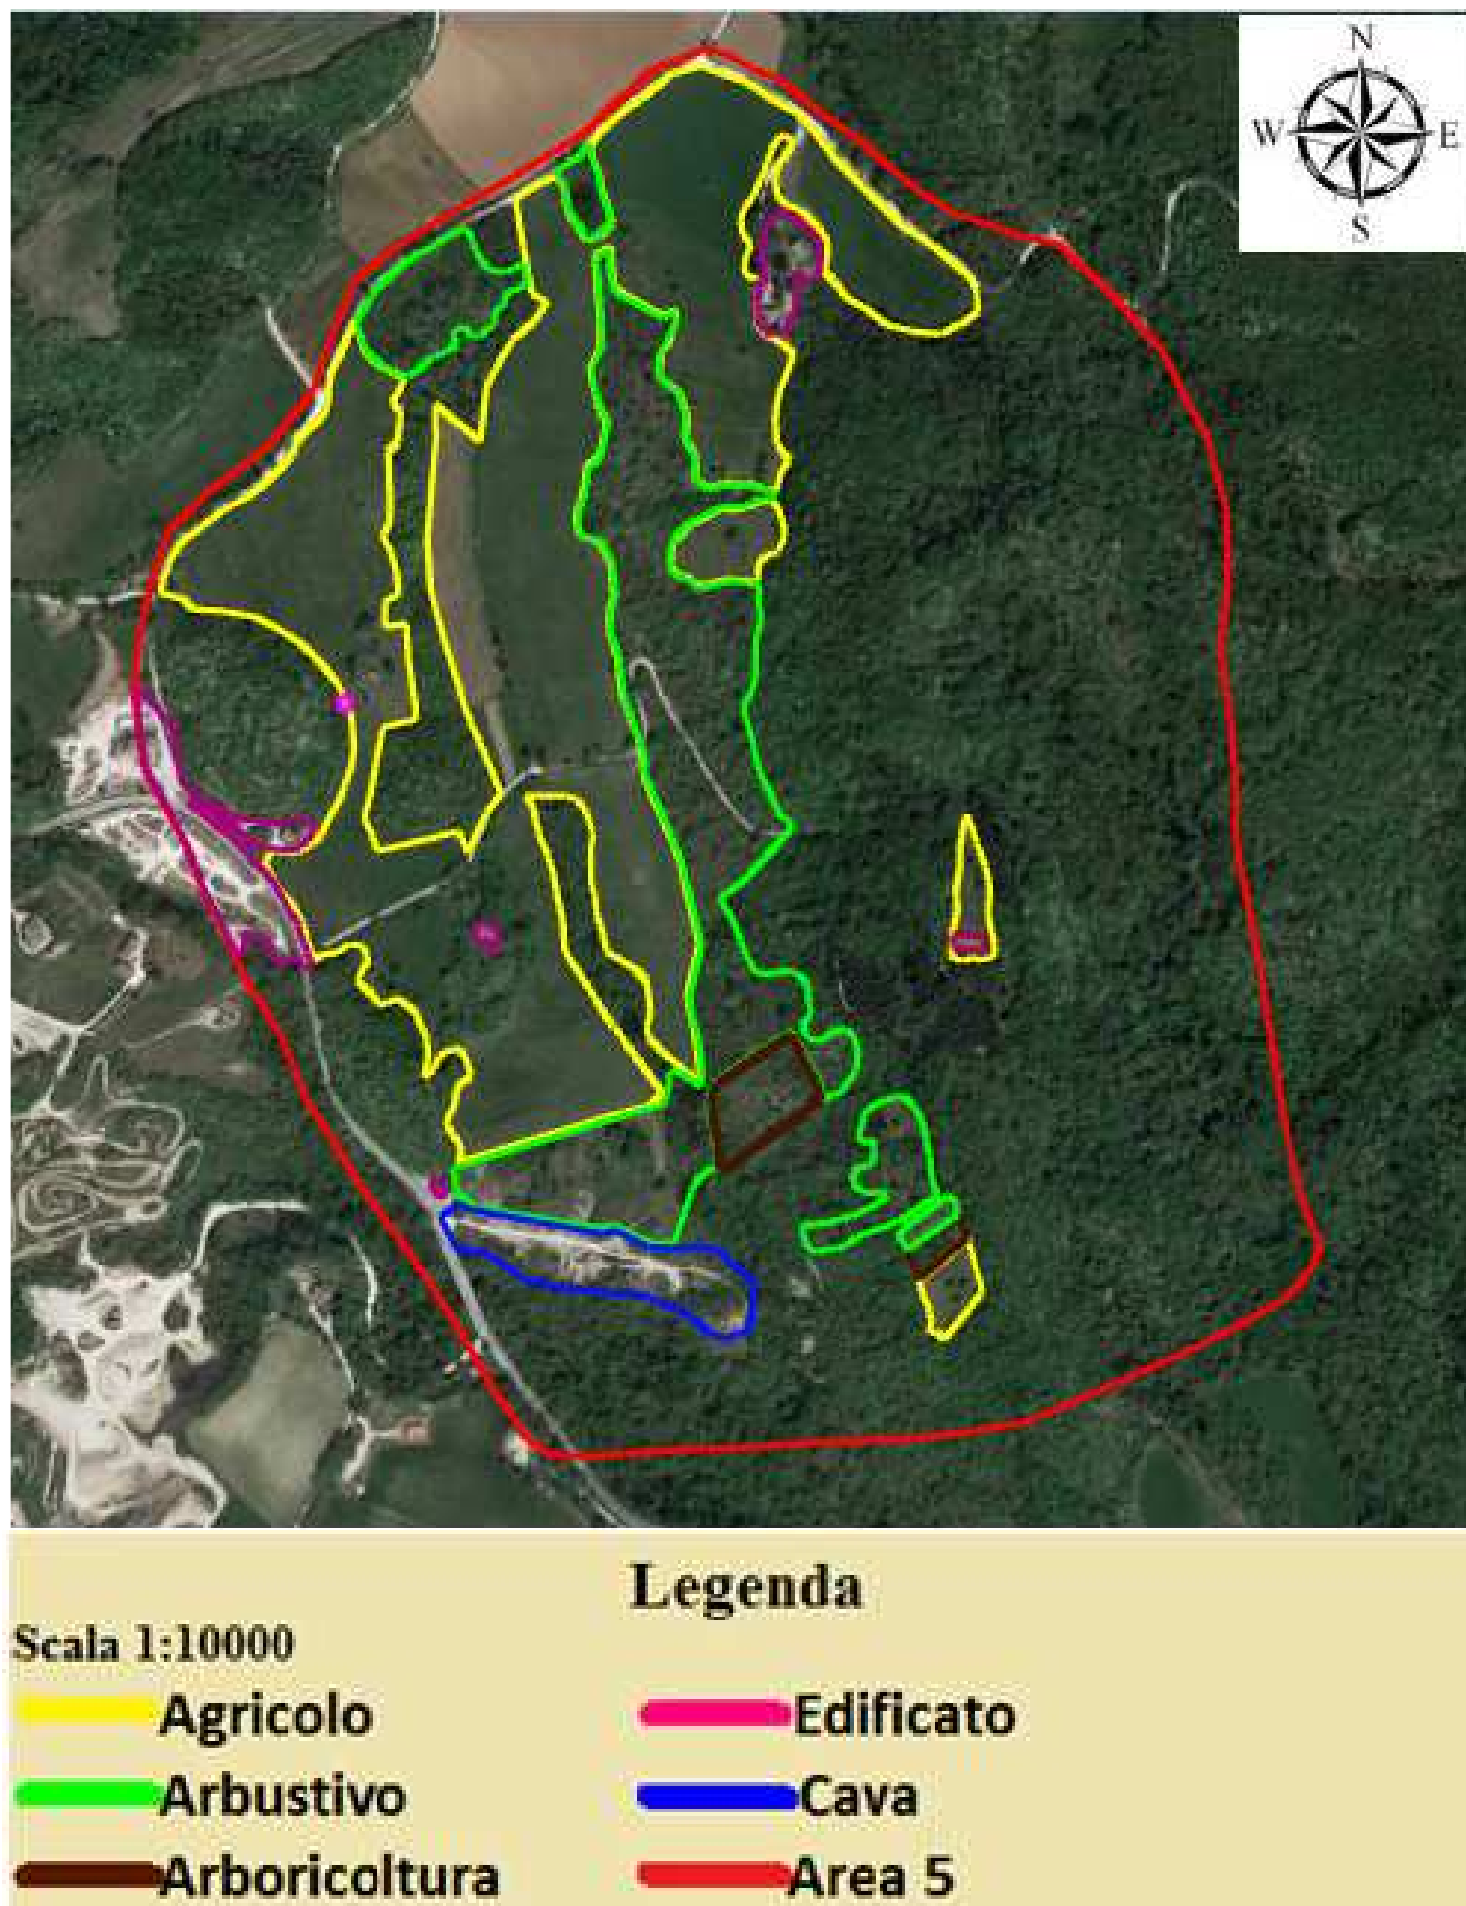 N
W E
S
Legenda
Scala 1:10000
Agricolo Edificato
Arbustivo Cava
Arboricoltura Area 5